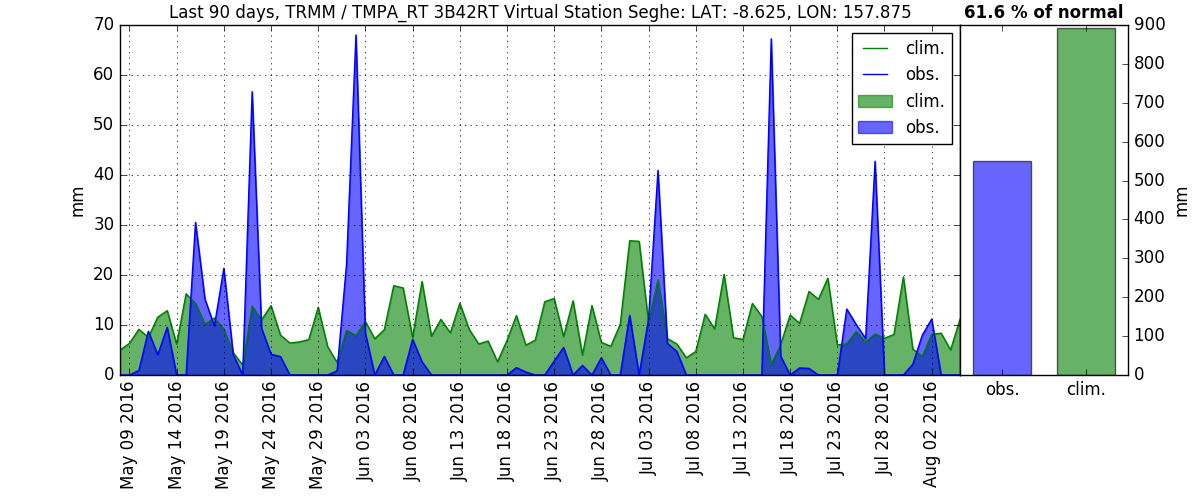 Last 90 days, TRMM / TMPA_RT 3B42RT Virtual Station Seghe: LAT: -8.625, LON: 157.875
61.6 % of normal
70
60
50
40
30
20
10
0
mm
clim.
obs.
clim.
obs.
900
800
700
600
500
400
300
200
100
0
mm
May 09 2016
May 14 2016
May 19 2016
May 24 2016
May 29 2016
Jun 03 2016
Jun 08 2016
Jun 13 2016
Jun 18 2016
Jun 23 2016
Jun 28 2016
Jul 03 2016
Jul 08 2016
Jul 13 2016
Jul 18 2016
Jul 23 2016
Jul 28 2016
Aug 02 2016
obs.
clim.